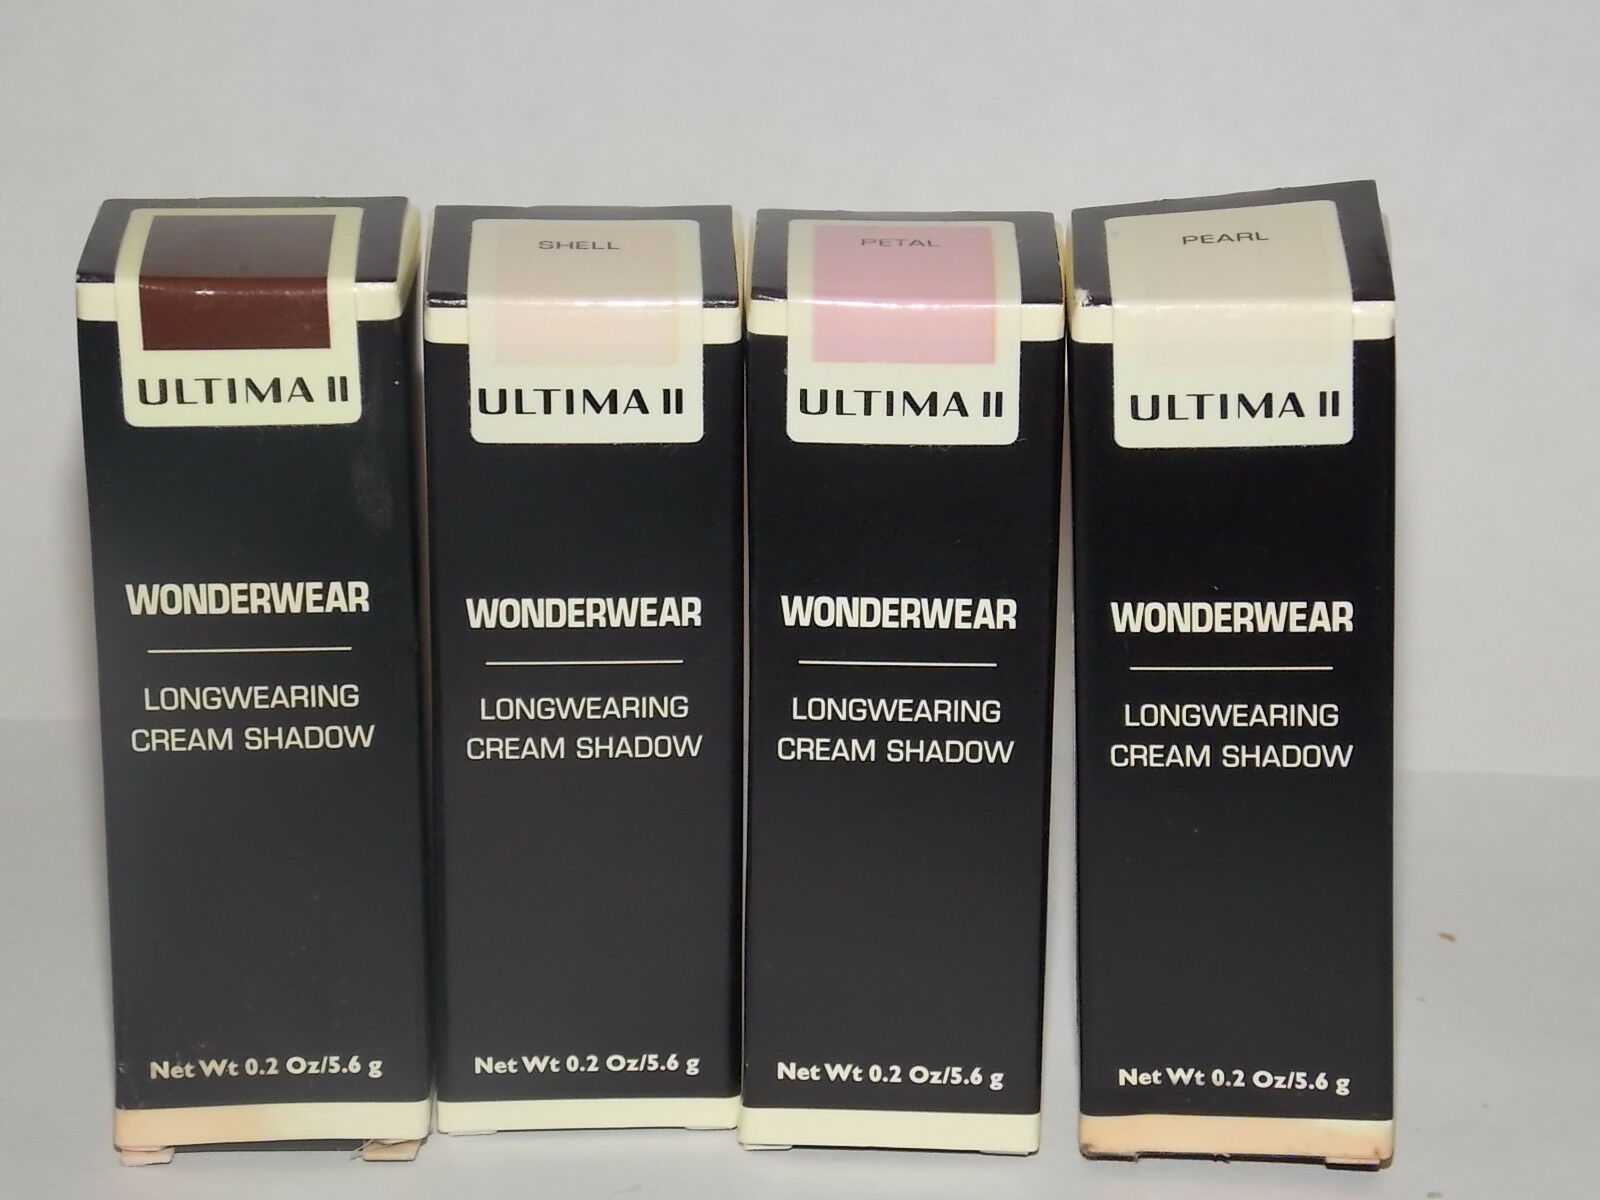 ULTIMA II
WONDERWEAR
LONGWEARING
CREAM SHADOW
Net Wt 0.2 Oz/5.6 g
SHELL
ULTIMA II
WONDERWEAR
LONGWEARING
CREAM SHADOW
Net Wt 0.2 Oz/5.6 g
PETAL
ULTIMA II
WONDERWEAR
LONGWEARING
CREAM SHADOW
Net Wt 0.2 Oz/5.6 g
PEARL
ULTIMA II
WONDERWEAR
LONGWEARING
CREAM SHADOW
Net Wt 0.2 Oz/5.6 g